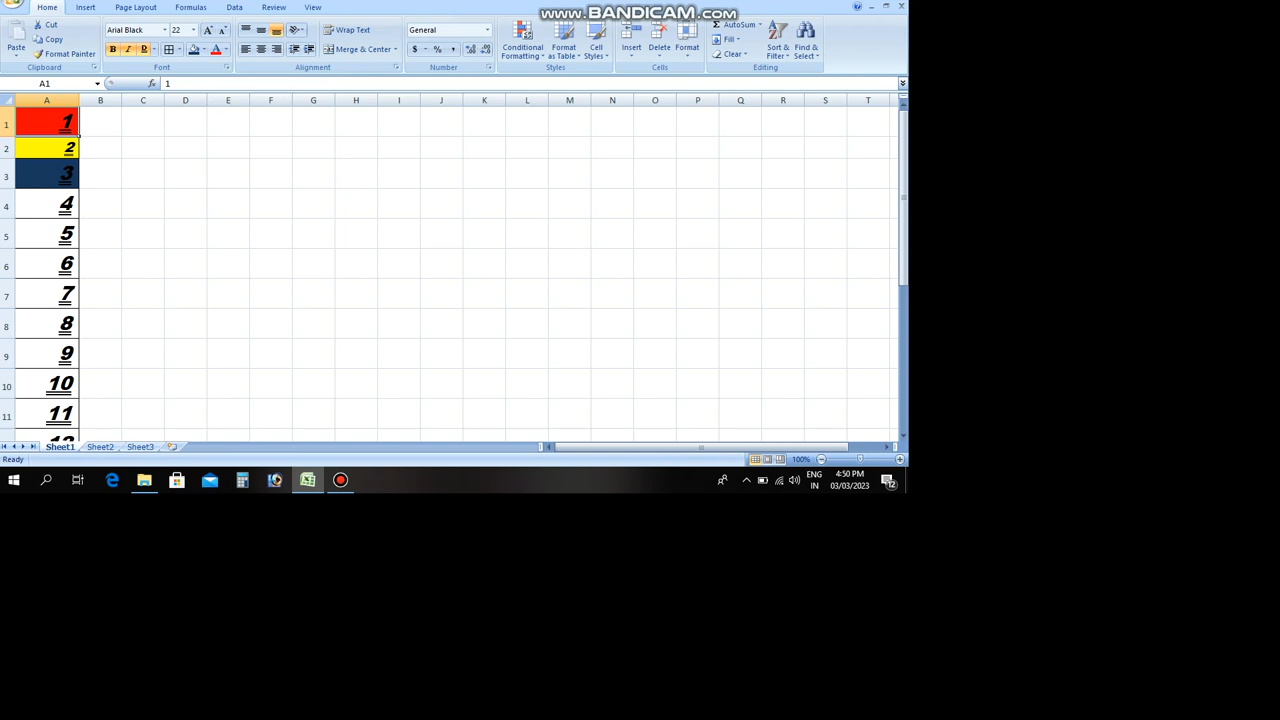 www.BANDICAM.com
Home Insert Page Layout Formulas Data Review View
Cut
Copy
Format Painter
Paste
Clipboard
Arial Black 22
B I D
Font
Wrap Text
Merge & Center
Alignment
General
$ % ,
Number
Conditional Formatting
Format as Table
Cell Styles
Styles
Insert Delete Format
Cells
Σ AutoSum
Fill
Clear
Sort & Filter
Find & Select
Editing
A1 fx 1
A B C D E F G H I J K L M N O P Q R S T
1 1
2 2
3 3
4 4
5 5
6 6
7 7
8 8
9 9
10 10
11 11
12
Sheet1 Sheet2 Sheet3
Ready 100%
ENG
IN
4:50 PM
03/03/2023
12